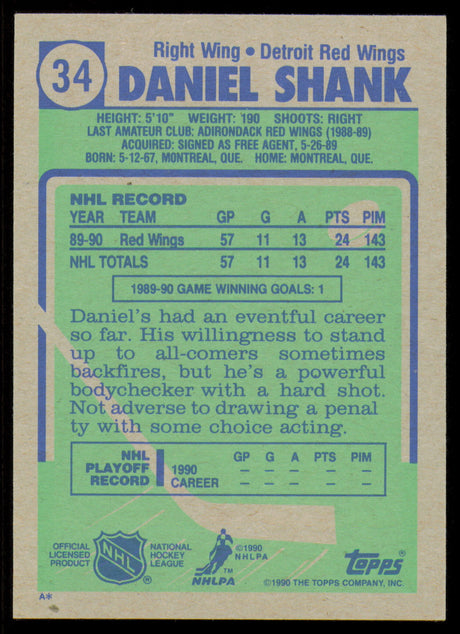 34
Right Wing • Detroit Red Wings
DANIEL SHANK
HEIGHT: 5'10" WEIGHT: 190 SHOOTS: RIGHT
LAST AMATEUR CLUB: ADIRONDACK RED WINGS (1988-89)
ACQUIRED: SIGNED AS FREE AGENT, 5-26-89
BORN: 5-12-67, MONTREAL, QUE. HOME: MONTREAL, QUE.
NHL RECORD
YEAR TEAM GP G A PTS PIM
89-90 Red Wings 57 11 13 24 143
NHL TOTALS 57 11 13 24 143
1989-90 GAME WINNING GOALS: 1
Daniel's had an eventful career
so far. His willingness to stand
up to all-comers sometimes
backfires, but he's a powerful
bodychecker with a hard shot.
Not adverse to drawing a penal
ty with some choice acting.
NHL PLAYOFF RECORD
GP G A PTS PIM
1990 – – – – –
CAREER – – – – –
OFFICIAL LICENSED PRODUCT
NHL
NATIONAL HOCKEY LEAGUE
©1990 NHLPA
™
NHLPA
Topps®
©1990 THE TOPPS COMPANY, INC.
A*